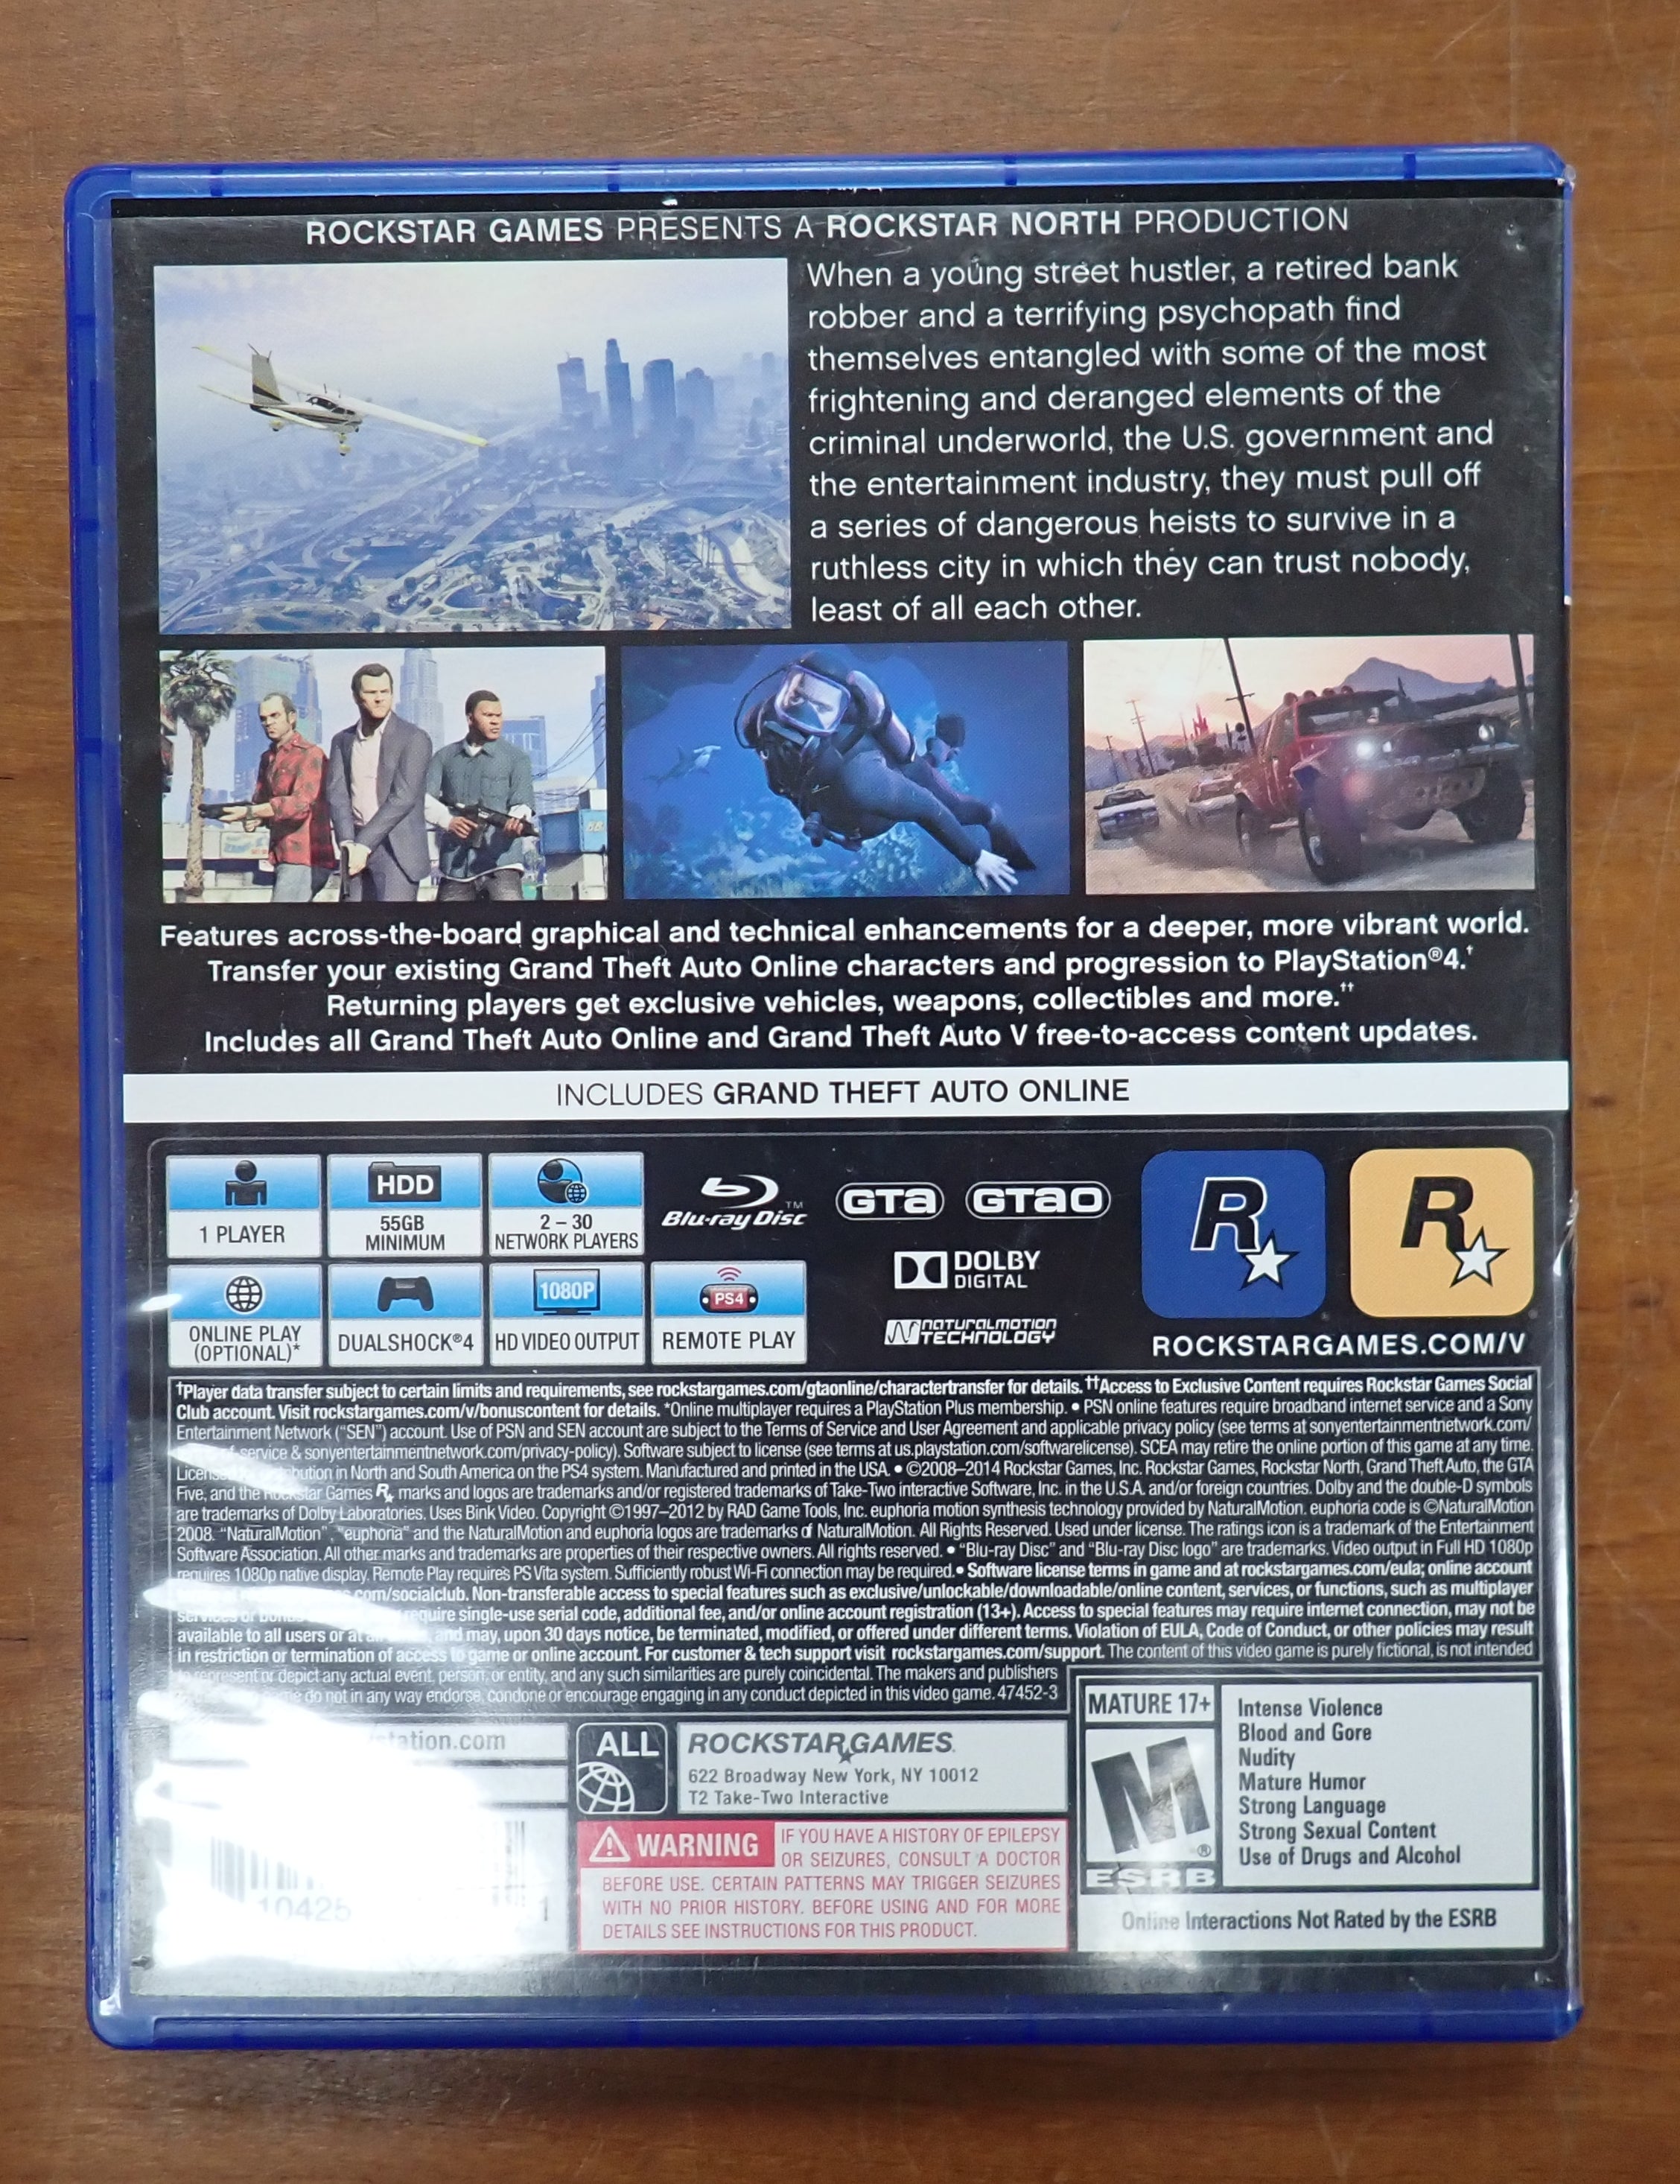 ROCKSTAR GAMES PRESENTS A ROCKSTAR NORTH PRODUCTION
When a young street hustler, a retired bank
robber and a terrifying psychopath find
themselves entangled with some of the most
frightening and deranged elements of the
criminal underworld, the U.S. government and
the entertainment industry, they must pull off
a series of dangerous heists to survive in a
ruthless city in which they can trust nobody,
least of all each other.
Features across-the-board graphical and technical enhancements for a deeper, more vibrant world.
Transfer your existing Grand Theft Auto Online characters and progression to PlayStation®4.†
Returning players get exclusive vehicles, weapons, collectibles and more.††
Includes all Grand Theft Auto Online and Grand Theft Auto V free-to-access content updates.
INCLUDES GRAND THEFT AUTO ONLINE
1 PLAYER
HDD
55GB
MINIMUM
2 – 30
NETWORK PLAYERS
Blu-ray Disc™
GTA
GTAO
ONLINE PLAY
(OPTIONAL)*
DUALSHOCK®4
1080P
HD VIDEO OUTPUT
PS4
REMOTE PLAY
DOLBY
DIGITAL
NATURALMOTION
TECHNOLOGY
R
R
ROCKSTARGAMES.COM/V
†Player data transfer subject to certain limits and requirements, see rockstargames.com/gtaonline/charactertransfer for details. ††Access to Exclusive Content requires Rockstar Games Social
Club account. Visit rockstargames.com/v/bonuscontent for details. *Online multiplayer requires a PlayStation Plus membership. • PSN online features require broadband internet service and a Sony
Entertainment Network (“SEN”) account. Use of PSN and SEN account are subject to the Terms of Service and User Agreement and applicable privacy policy (see terms at sonyentertainmentnetwork.com/
service & sonyentertainmentnetwork.com/privacy-policy). Software subject to license (see terms at us.playstation.com/softwarelicense). SCEA may retire the online portion of this game at any time.
in North and South America on the PS4 system. Manufactured and printed in the USA. • ©2008–2014 Rockstar Games, Inc. Rockstar Games, Rockstar North, Grand Theft Auto, the GTA
Five, and the Rockstar Games R marks and logos are trademarks and/or registered trademarks of Take-Two interactive Software, Inc. in the U.S.A. and/or foreign countries. Dolby and the double-D symbols
are trademarks of Dolby Laboratories. Uses Bink Video. Copyright ©1997–2012 by RAD Game Tools, Inc. euphoria motion synthesis technology provided by NaturalMotion. euphoria code is ©NaturalMotion
2008. “NaturalMotion”, “euphoria” and the NaturalMotion and euphoria logos are trademarks of NaturalMotion. All Rights Reserved. Used under license. The ratings icon is a trademark of the Entertainment
Software Association. All other marks and trademarks are properties of their respective owners. All rights reserved. • “Blu-ray Disc” and “Blu-ray Disc logo” are trademarks. Video output in Full HD 1080p
requires 1080p native display. Remote Play requires PS Vita system. Sufficiently robust Wi-Fi connection may be required.• Software license terms in game and at rockstargames.com/eula; online account
com/socialclub. Non-transferable access to special features such as exclusive/unlockable/downloadable/online content, services, or functions, such as multiplayer
services or require single-use serial code, additional fee, and/or online account registration (13+). Access to special features may require internet connection, may not be
available to all users or at and may, upon 30 days notice, be terminated, modified, or offered under different terms. Violation of EULA, Code of Conduct, or other policies may result
in restriction or termination of access to game or online account. For customer & tech support visit rockstargames.com/support. The content of this video game is purely fictional, is not intended
to represent or depict any actual event, person, or entity, and any such similarities are purely coincidental. The makers and publishers
do not in any way endorse, condone or encourage engaging in any conduct depicted in this video game. 47452-3
station.com
ALL
ROCKSTAR GAMES
622 Broadway New York, NY 10012
T2 Take-Two Interactive
WARNING IF YOU HAVE A HISTORY OF EPILEPSY
OR SEIZURES, CONSULT A DOCTOR
BEFORE USE. CERTAIN PATTERNS MAY TRIGGER SEIZURES
WITH NO PRIOR HISTORY. BEFORE USING AND FOR MORE
DETAILS SEE INSTRUCTIONS FOR THIS PRODUCT.
10425 1
MATURE 17+
M®
ESRB
Intense Violence
Blood and Gore
Nudity
Mature Humor
Strong Language
Strong Sexual Content
Use of Drugs and Alcohol
Online Interactions Not Rated by the ESRB